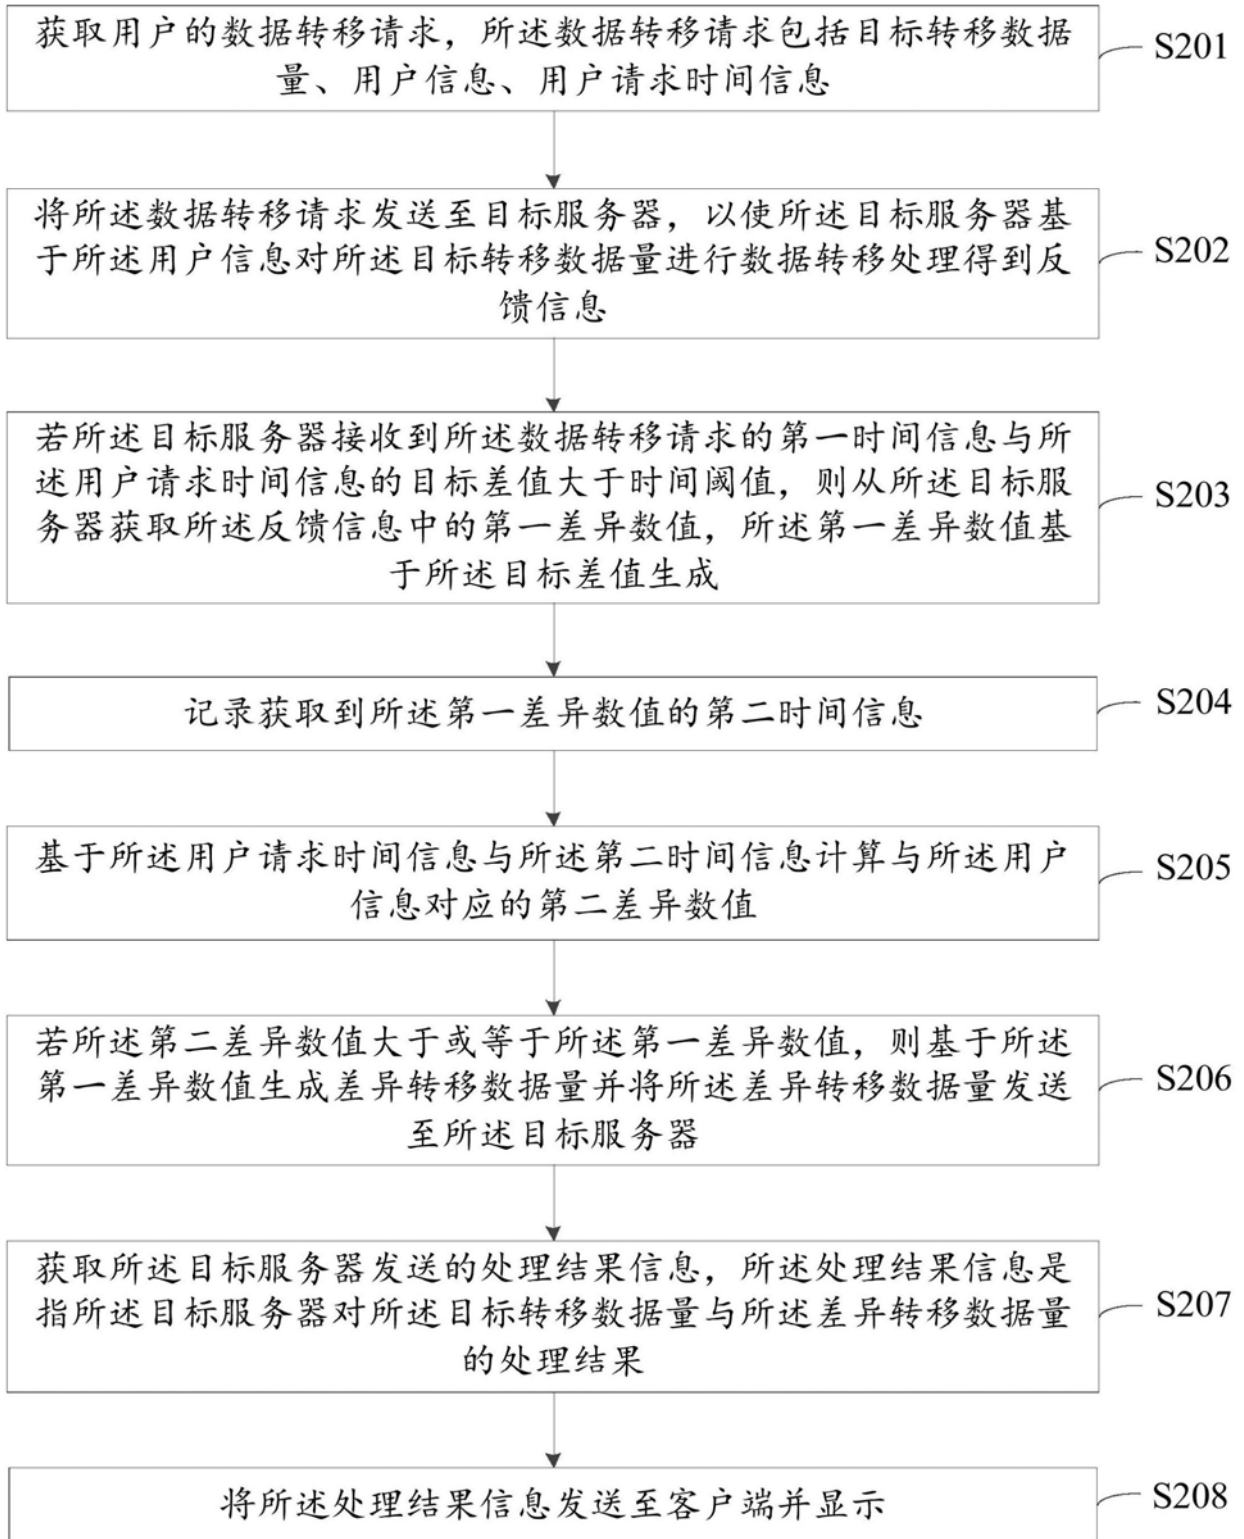 获取用户的数据转移请求，所述数据转移请求包括目标转移数据
量、用户信息、用户请求时间信息
S201
将所述数据转移请求发送至目标服务器，以使所述目标服务器基
于所述用户信息对所述目标转移数据量进行数据转移处理得到反
馈信息
S202
若所述目标服务器接收到所述数据转移请求的第一时间信息与所
述用户请求时间信息的目标差值大于时间阈值，则从所述目标服
务器获取所述反馈信息中的第一差异数值，所述第一差异数值基
于所述目标差值生成
S203
记录获取到所述第一差异数值的第二时间信息
S204
基于所述用户请求时间信息与所述第二时间信息计算与所述用户
信息对应的第二差异数值
S205
若所述第二差异数值大于或等于所述第一差异数值，则基于所述
第一差异数值生成差异转移数据量并将所述差异转移数据量发送
至所述目标服务器
S206
获取所述目标服务器发送的处理结果信息，所述处理结果信息是
指所述目标服务器对所述目标转移数据量与所述差异转移数据量
的处理结果
S207
将所述处理结果信息发送至客户端并显示
S208